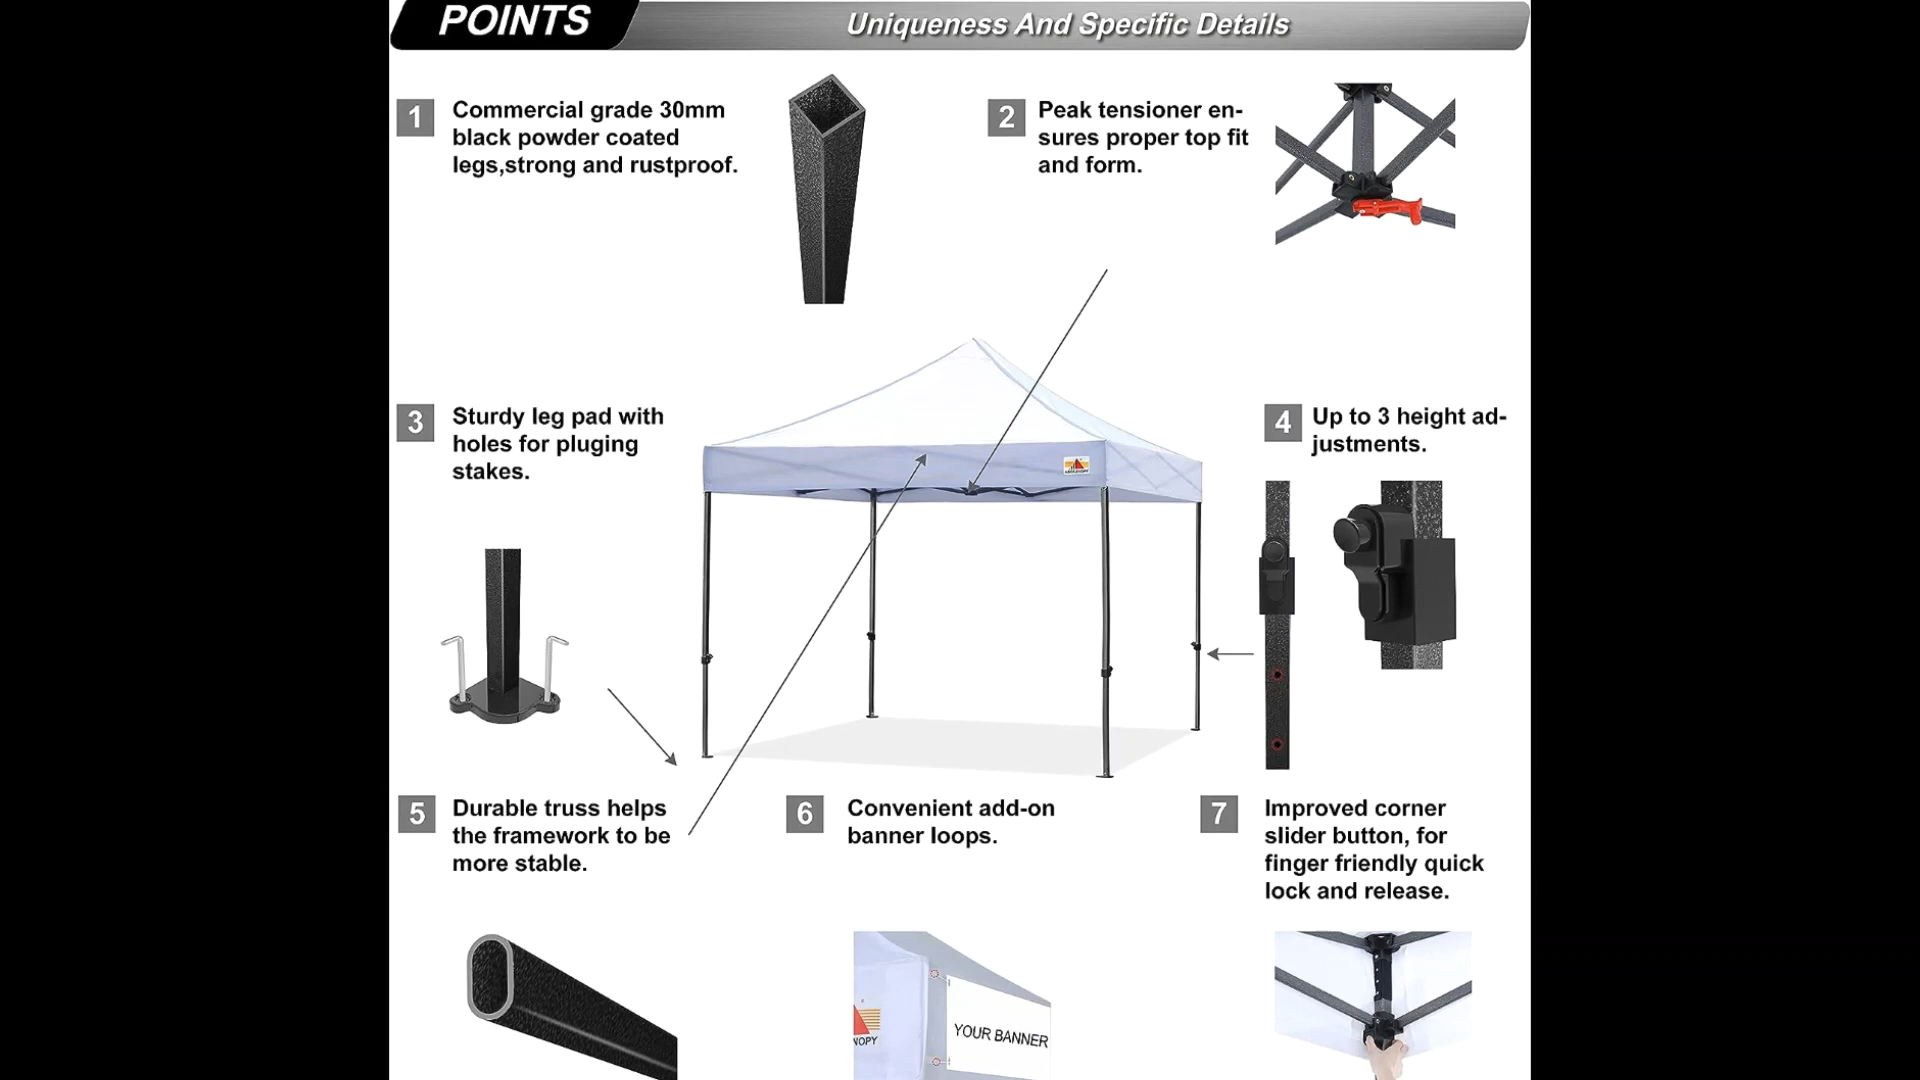 POINTS
Uniqueness And Specific Details
1
Commercial grade 30mm
black powder coated
legs,strong and rustproof.
2
Peak tensioner en-
sures proper top fit
and form.
3
Sturdy leg pad with
holes for pluging
stakes.
4
Up to 3 height ad-
justments.
5
Durable truss helps
the framework to be
more stable.
6
Convenient add-on
banner loops.
7
Improved corner
slider button, for
finger friendly quick
lock and release.
NOPY
YOUR BANNER